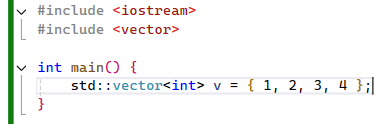 #include <iostream>
#include <vector>
int main() {
    std::vector<int> v = { 1, 2, 3, 4 };
}